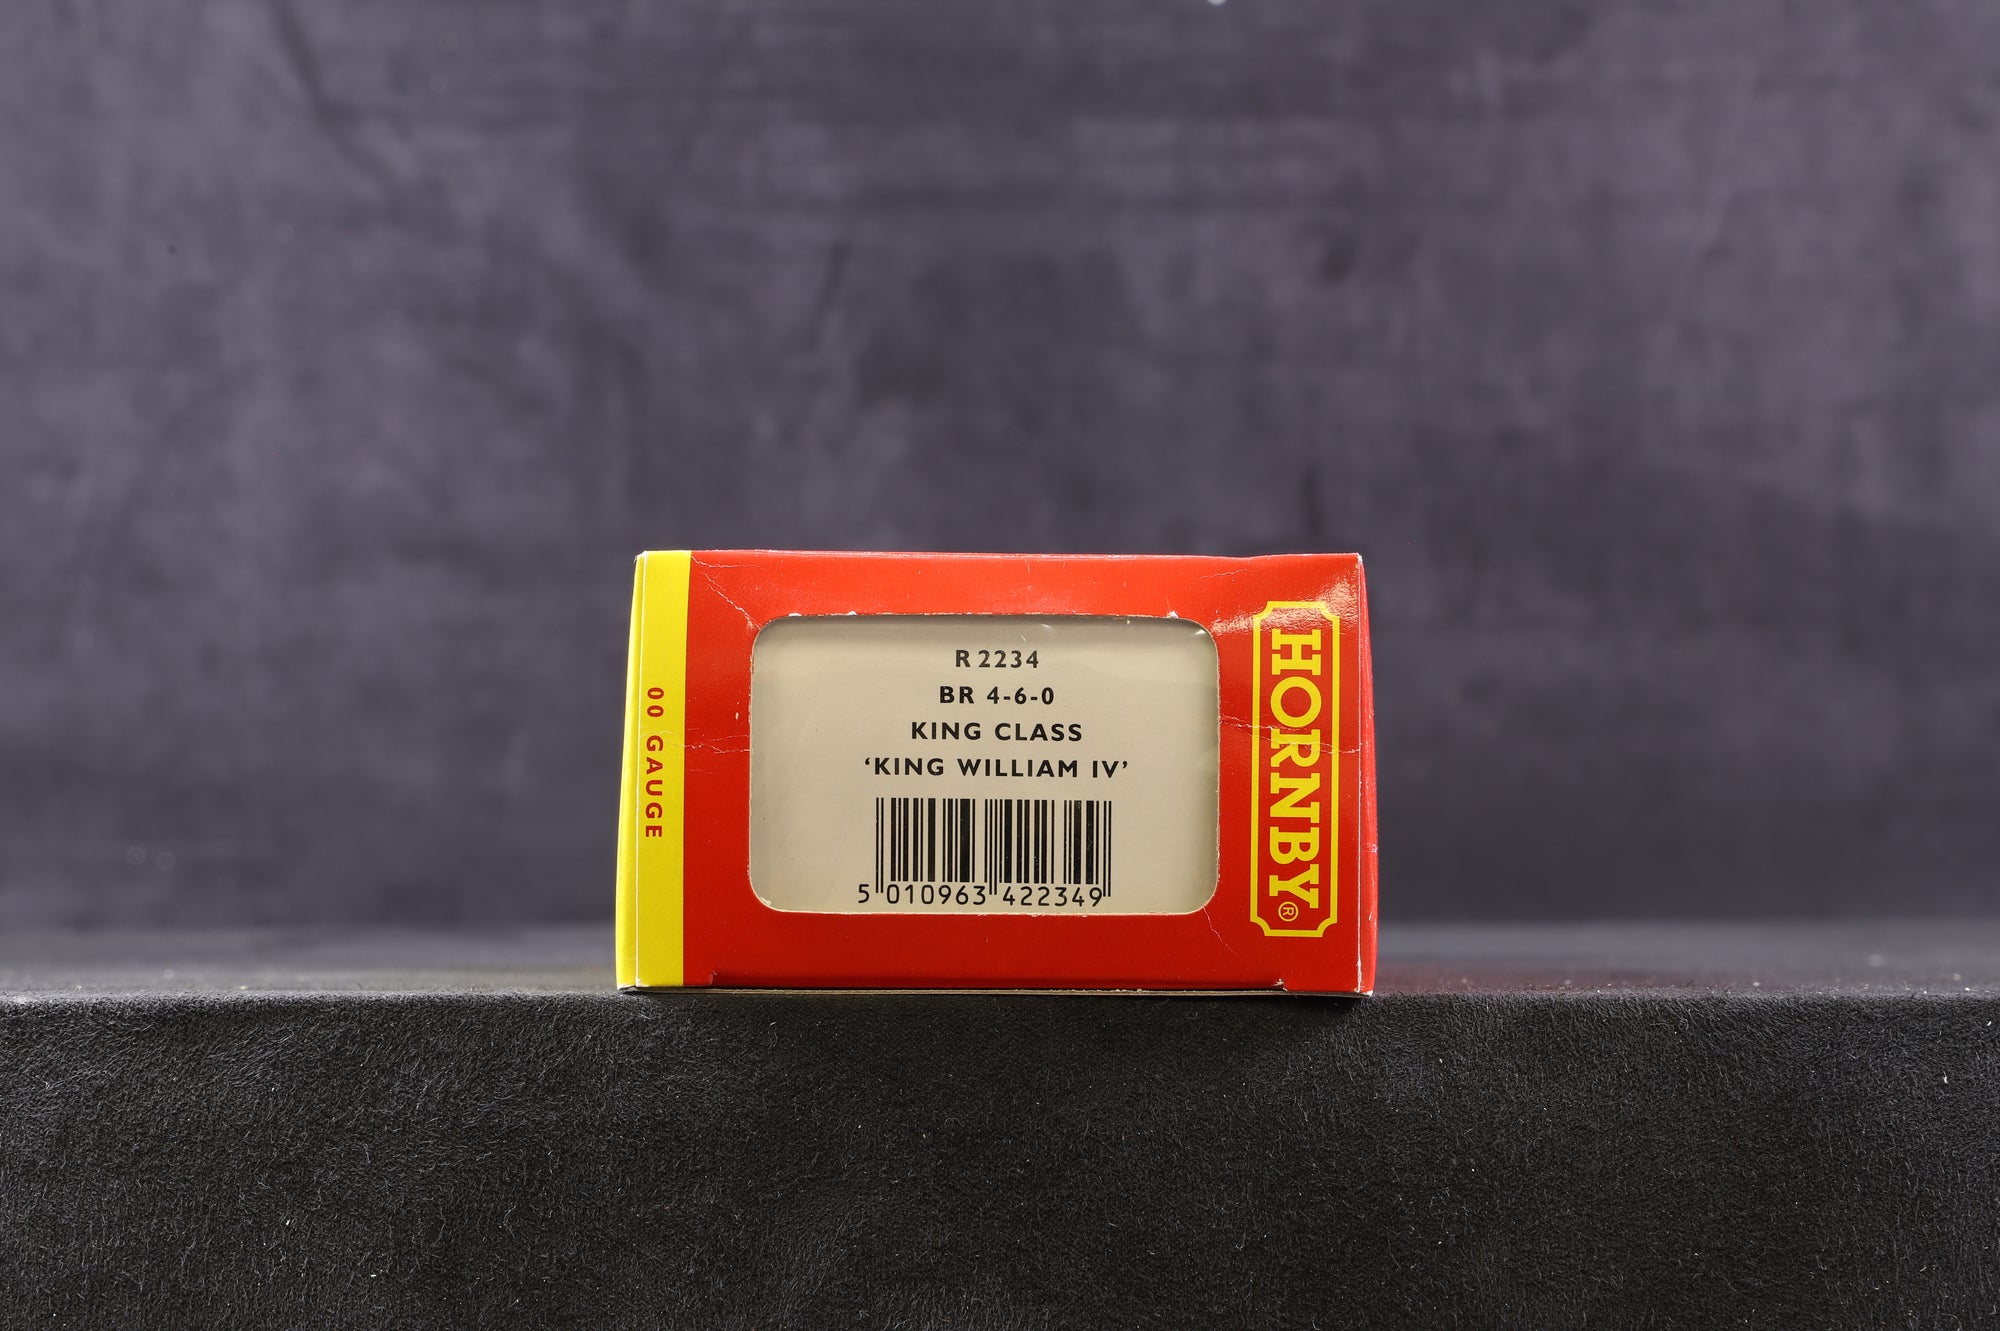 R 2234
BR 4-6-0
KING CLASS
‘KING WILLIAM IV’
5 010963 422349
00 GAUGE
HORNBY®